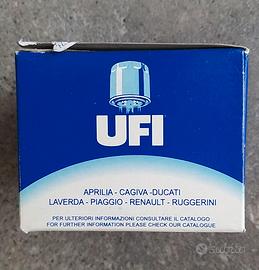 UFI
APRILIA - CAGIVA -DUCATI
LAVERDA - PIAGGIO - RENAULT - RUGGERINI
PER ULTERIORI INFORMAZIONI CONSULTARE IL CATALOGO
FOR FURTHER INFORMATION PLEASE CHECK OUR CATALOGUE
subito